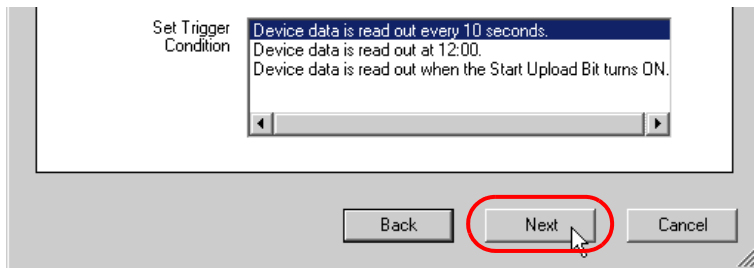 Set Trigger
Condition
Device data is read out every 10 seconds.
Device data is read out at 12:00.
Device data is read out when the Start Upload Bit turns ON.
Back Next Cancel